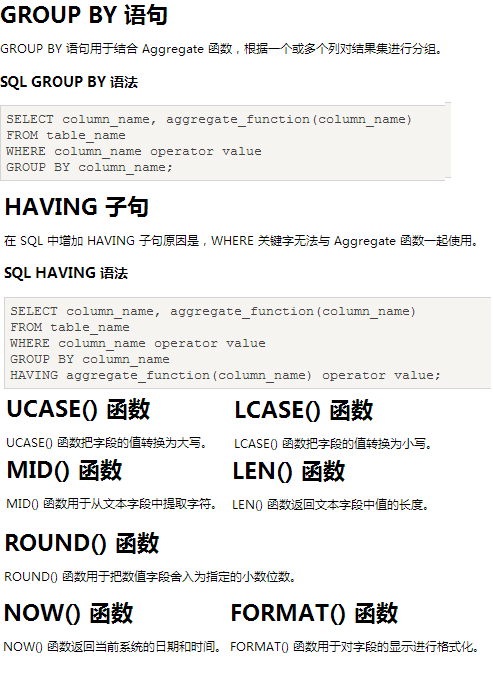 GROUP BY 语句
GROUP BY 语句用于结合 Aggregate 函数，根据一个或多个列对结果集进行分组。
SQL GROUP BY 语法
SELECT column_name, aggregate_function(column_name)
FROM table_name
WHERE column_name operator value
GROUP BY column_name;
HAVING 子句
在 SQL 中增加 HAVING 子句原因是，WHERE 关键字无法与 Aggregate 函数一起使用。
SQL HAVING 语法
SELECT column_name, aggregate_function(column_name)
FROM table_name
WHERE column_name operator value
GROUP BY column_name
HAVING aggregate_function(column_name) operator value;
UCASE() 函数
UCASE() 函数把字段的值转换为大写。
LCASE() 函数
LCASE() 函数把字段的值转换为小写。
MID() 函数
MID() 函数用于从文本字段中提取字符。
LEN() 函数
LEN() 函数返回文本字段中值的长度。
ROUND() 函数
ROUND() 函数用于把数值字段舍入为指定的小数位数。
NOW() 函数
NOW() 函数返回当前系统的日期和时间。
FORMAT() 函数
FORMAT() 函数用于对字段的显示进行格式化。